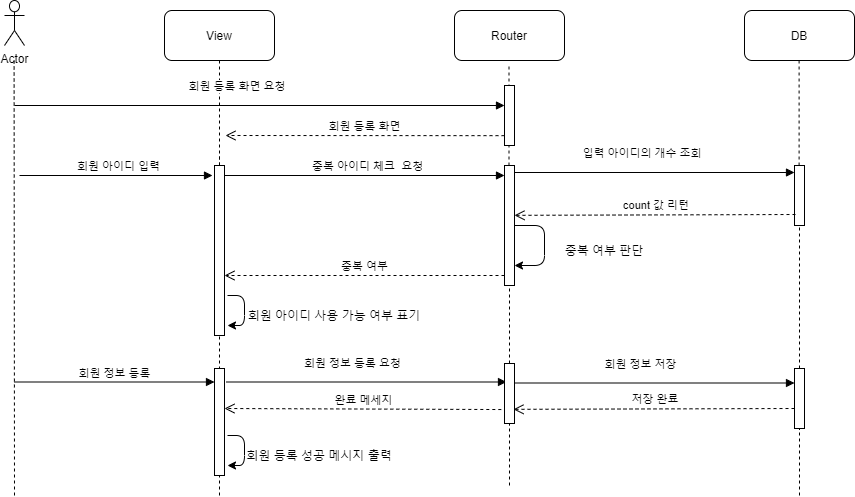 View
Router
DB
Actor
회원 등록 화면 요청
회원 등록 화면
회원 아이디 입력
중복 아이디 체크 요청
입력 아이디의 개수 조회
count 값 리턴
중복 여부 판단
중복 여부
회원 아이디 사용 가능 여부 표기
회원 정보 등록
회원 정보 등록 요청
회원 정보 저장
완료 메세지
저장 완료
회원 등록 성공 메시지 출력